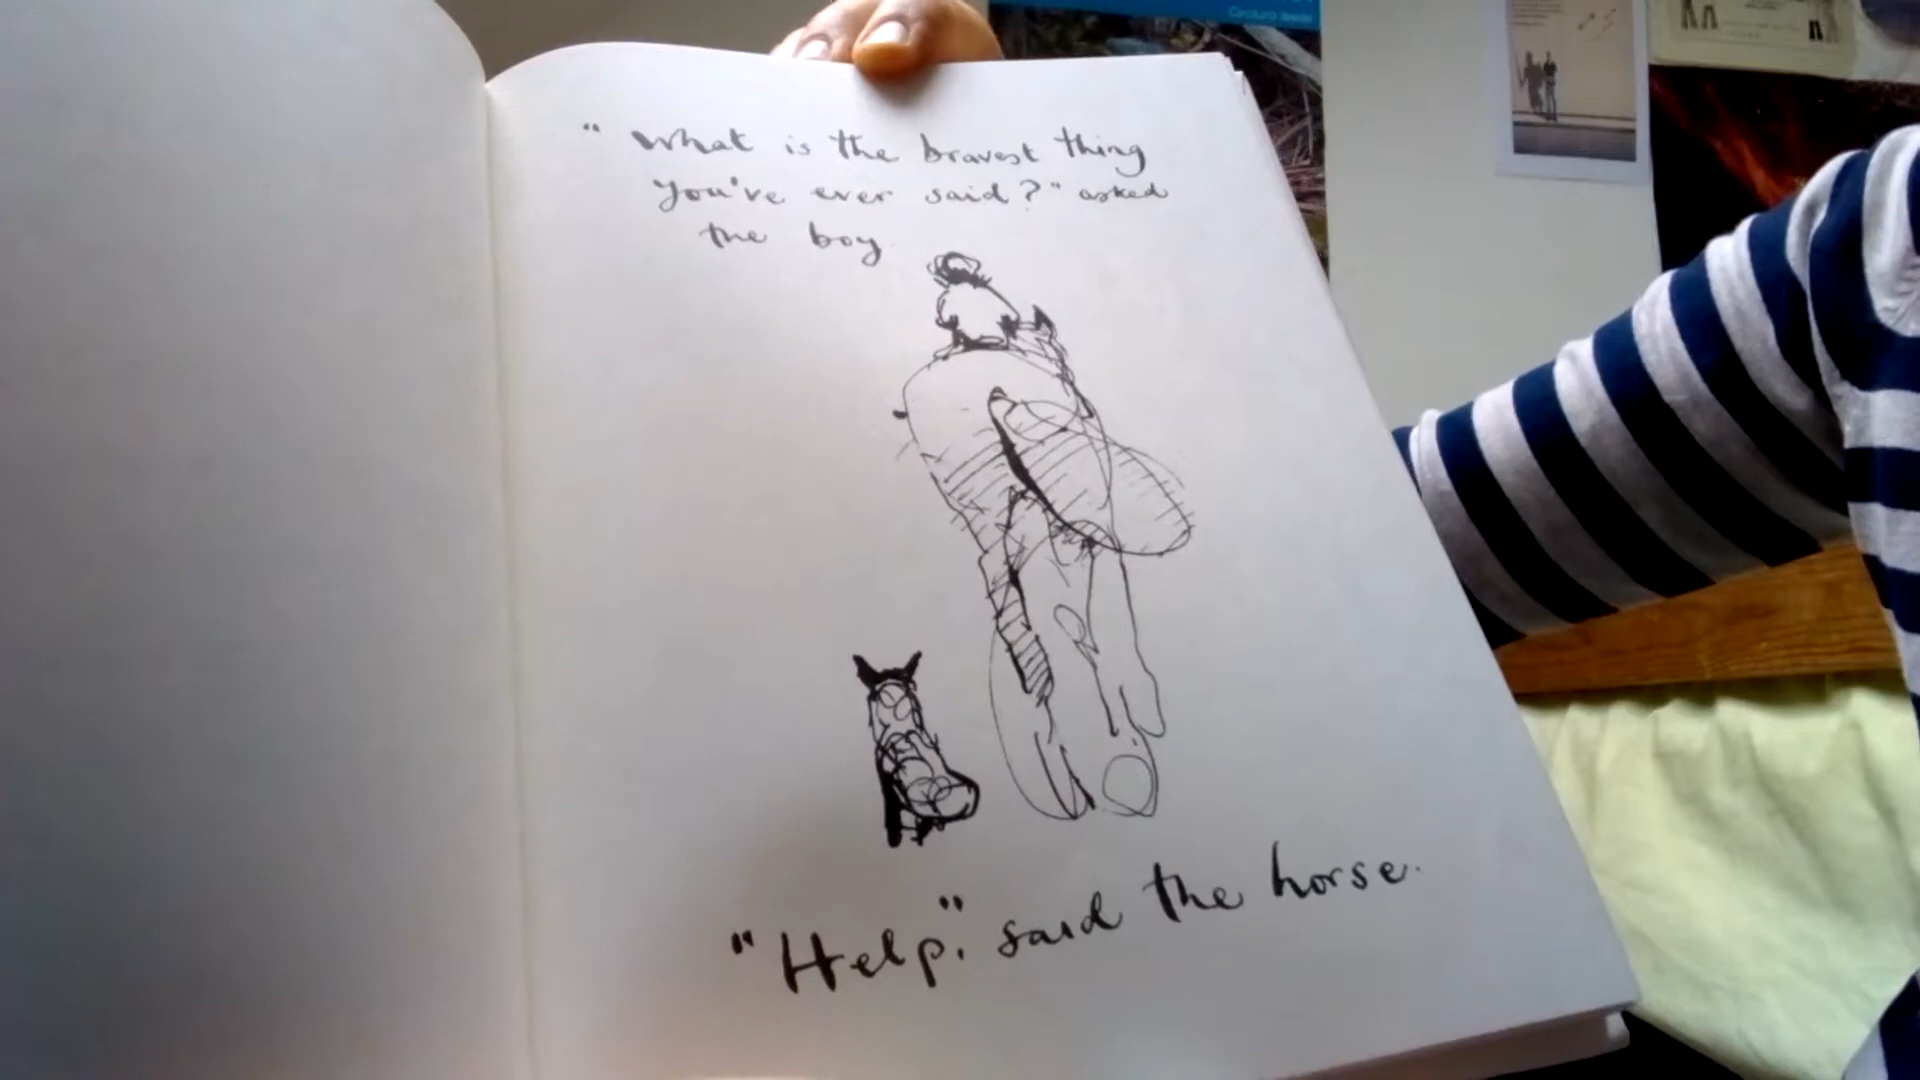 " What is the bravest thing
You've ever said? " asked
the boy.
"Help," said the horse.